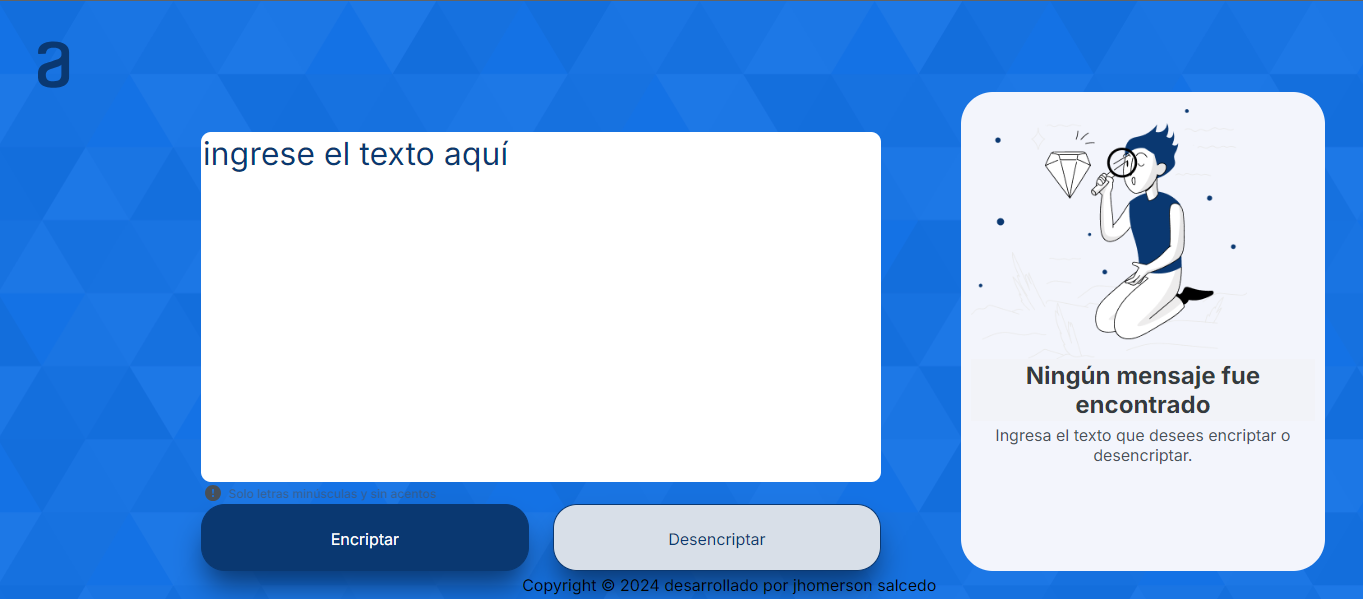 a
ingrese el texto aquí
Ningún mensaje fue
encontrado
Ingresa el texto que desees encriptar o
desencriptar.
Solo letras minúsculas y sin acentos
Encriptar
Desencriptar
Copyright © 2024 desarrollado por jhomerson salcedo